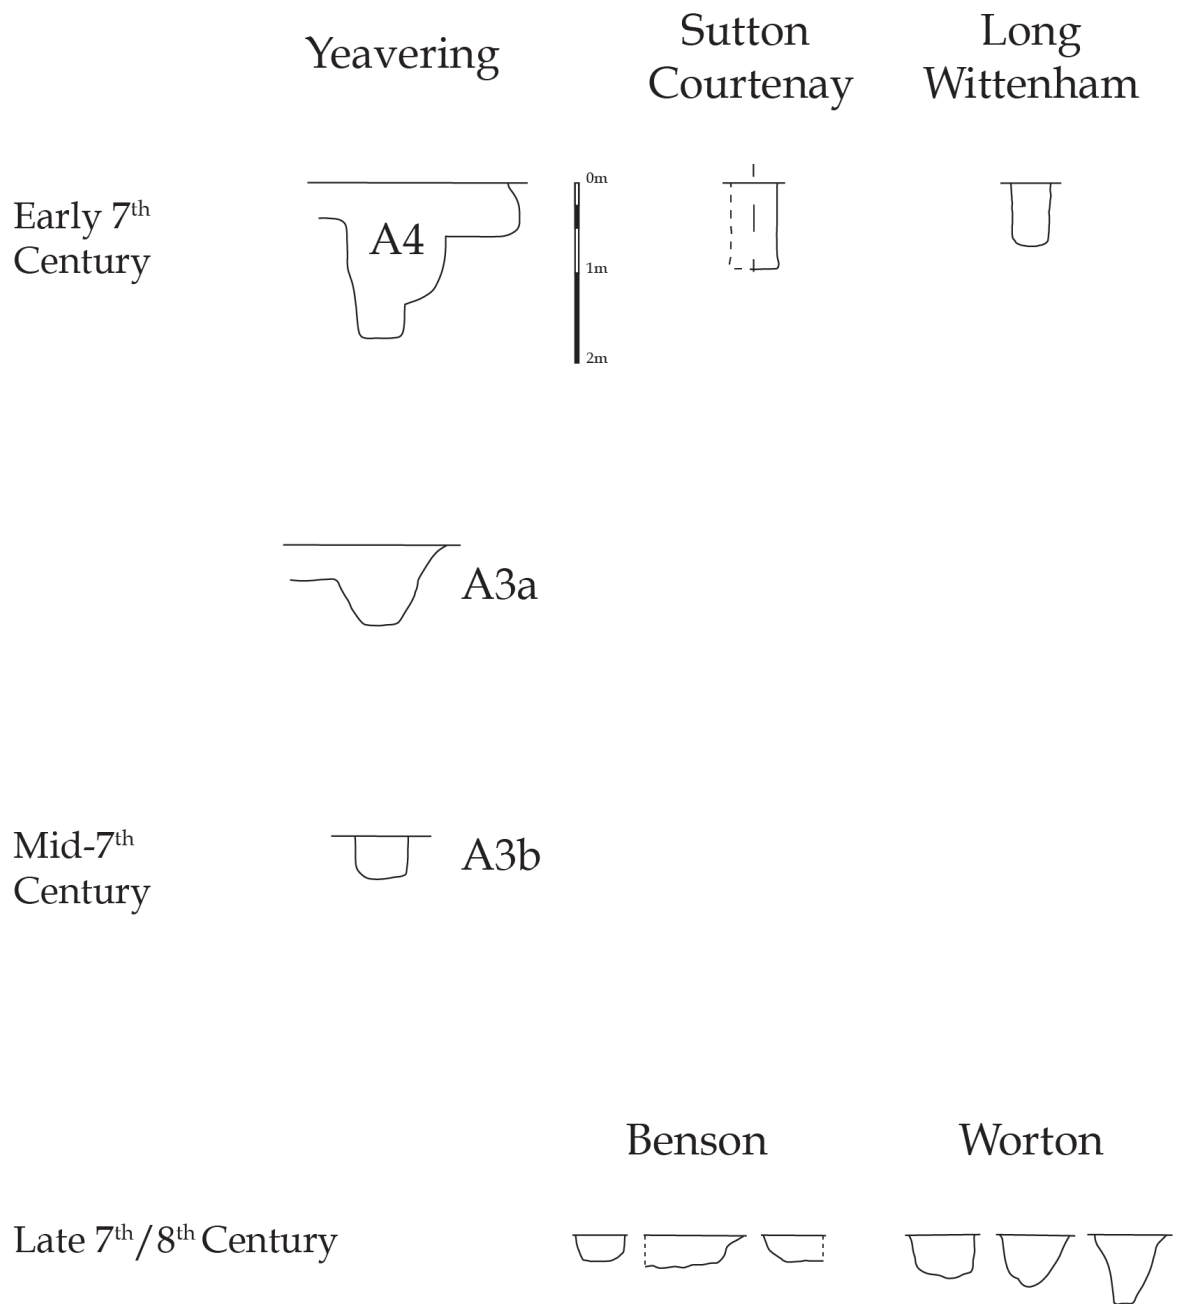 Yeavering
Sutton
Courtenay
Long
Wittenham
Early 7th
Century
A4
0m
1m
2m
A3a
Mid-7th
Century
A3b
Benson
Worton
Late 7th/8th Century